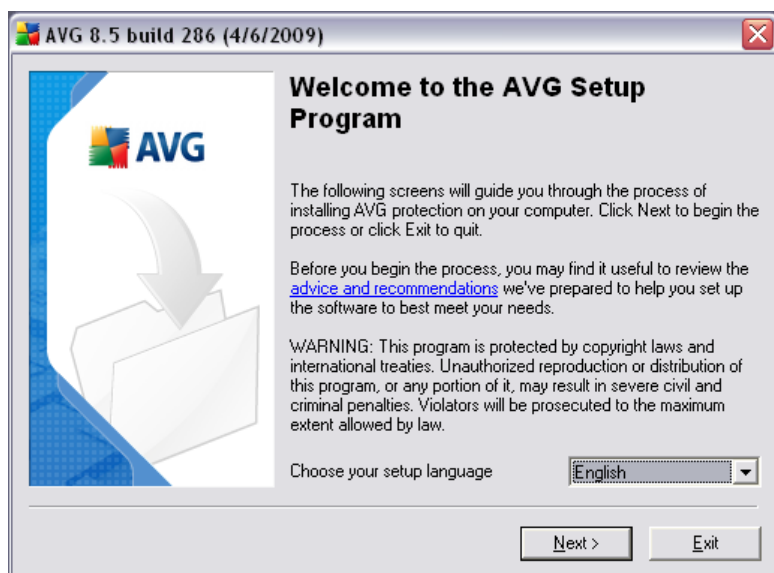 AVG 8.5 build 286 (4/6/2009)
AVG
Welcome to the AVG Setup
Program
The following screens will guide you through the process of
installing AVG protection on your computer. Click Next to begin the
process or click Exit to quit.
Before you begin the process, you may find it useful to review the
advice and recommendations we've prepared to help you set up
the software to best meet your needs.
WARNING: This program is protected by copyright laws and
international treaties. Unauthorized reproduction or distribution of
this program, or any portion of it, may result in severe civil and
criminal penalties. Violators will be prosecuted to the maximum
extent allowed by law.
Choose your setup language English
Next > Exit